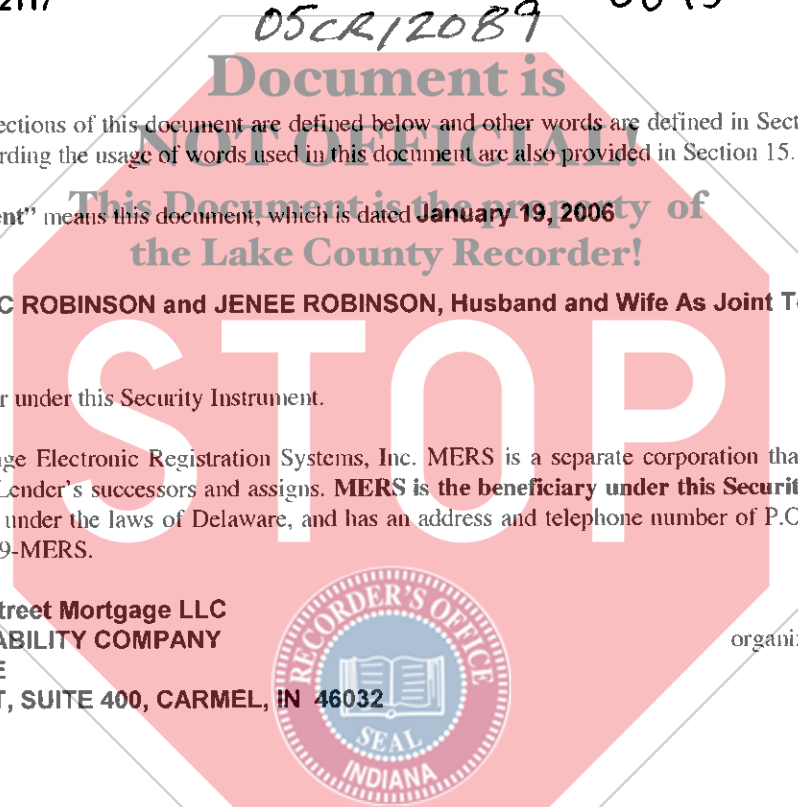 05CR12089
Document is
ections of this document are defined below and other words are defined in Sect
NOT OFFICIAL!
rding the usage of words used in this document are also provided in Section 15.
This Document is the property of
ent" means this document, which is dated January 19, 2006
the Lake County Recorder!
C ROBINSON and JENEE ROBINSON, Husband and Wife As Joint Te
STOP
r under this Security Instrument.
ge Electronic Registration Systems, Inc. MERS is a separate corporation tha
Lender's successors and assigns. MERS is the beneficiary under this Securit
under the laws of Delaware, and has an address and telephone number of P.O
9-MERS.
treet Mortgage LLC
ABILITY COMPANY
organiz
E
T, SUITE 400, CARMEL, IN 46032
RECORDER'S OFFICE
SEAL
INDIANA